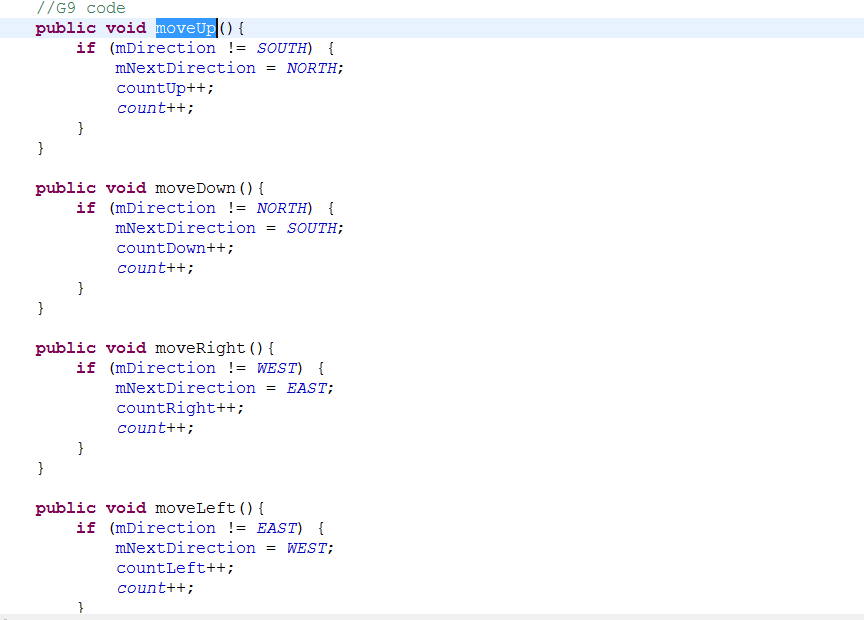 //G9 code
public void moveUp(){
    if (mDirection != SOUTH) {
        mNextDirection = NORTH;
        countUp++;
        count++;
    }
}

public void moveDown(){
    if (mDirection != NORTH) {
        mNextDirection = SOUTH;
        countDown++;
        count++;
    }
}

public void moveRight(){
    if (mDirection != WEST) {
        mNextDirection = EAST;
        countRight++;
        count++;
    }
}

public void moveLeft(){
    if (mDirection != EAST) {
        mNextDirection = WEST;
        countLeft++;
        count++;
    }